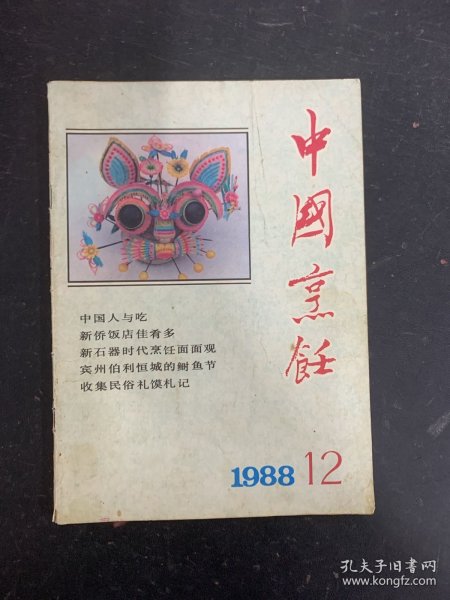 中國烹飪
中国人与吃
新侨饭店佳肴多
新石器时代烹饪面面观
宾州伯利恒城的鲥鱼节
收集民俗礼馍札记
1988 12
孔夫子旧书网
www.kongfz.com